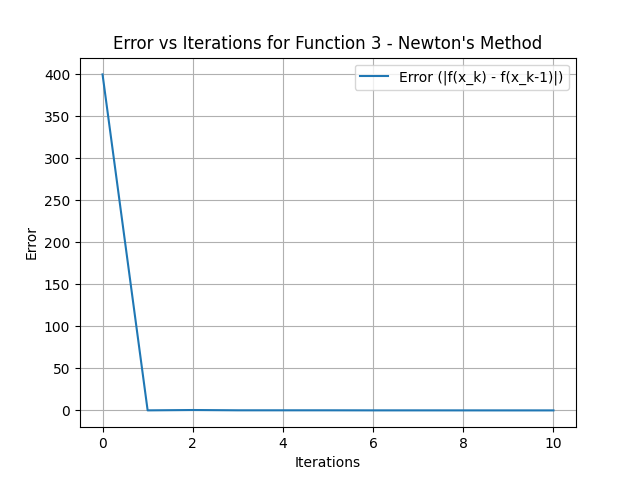 Error vs Iterations for Function 3 - Newton's Method
Error (|f(x_k) - f(x_k-1)|)
400
350
300
250
200
150
100
50
0
Error
0 2 4 6 8 10
Iterations